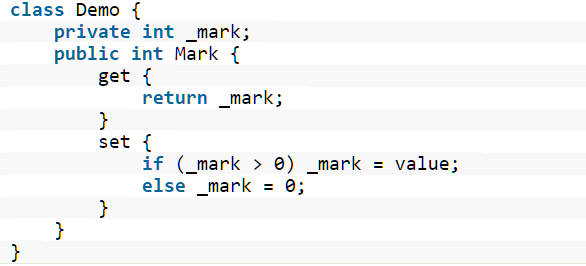 class Demo {
    private int _mark;
    public int Mark {
        get {
            return _mark;
        }
        set {
            if (_mark > 0) _mark = value;
            else _mark = 0;
        }
    }
}